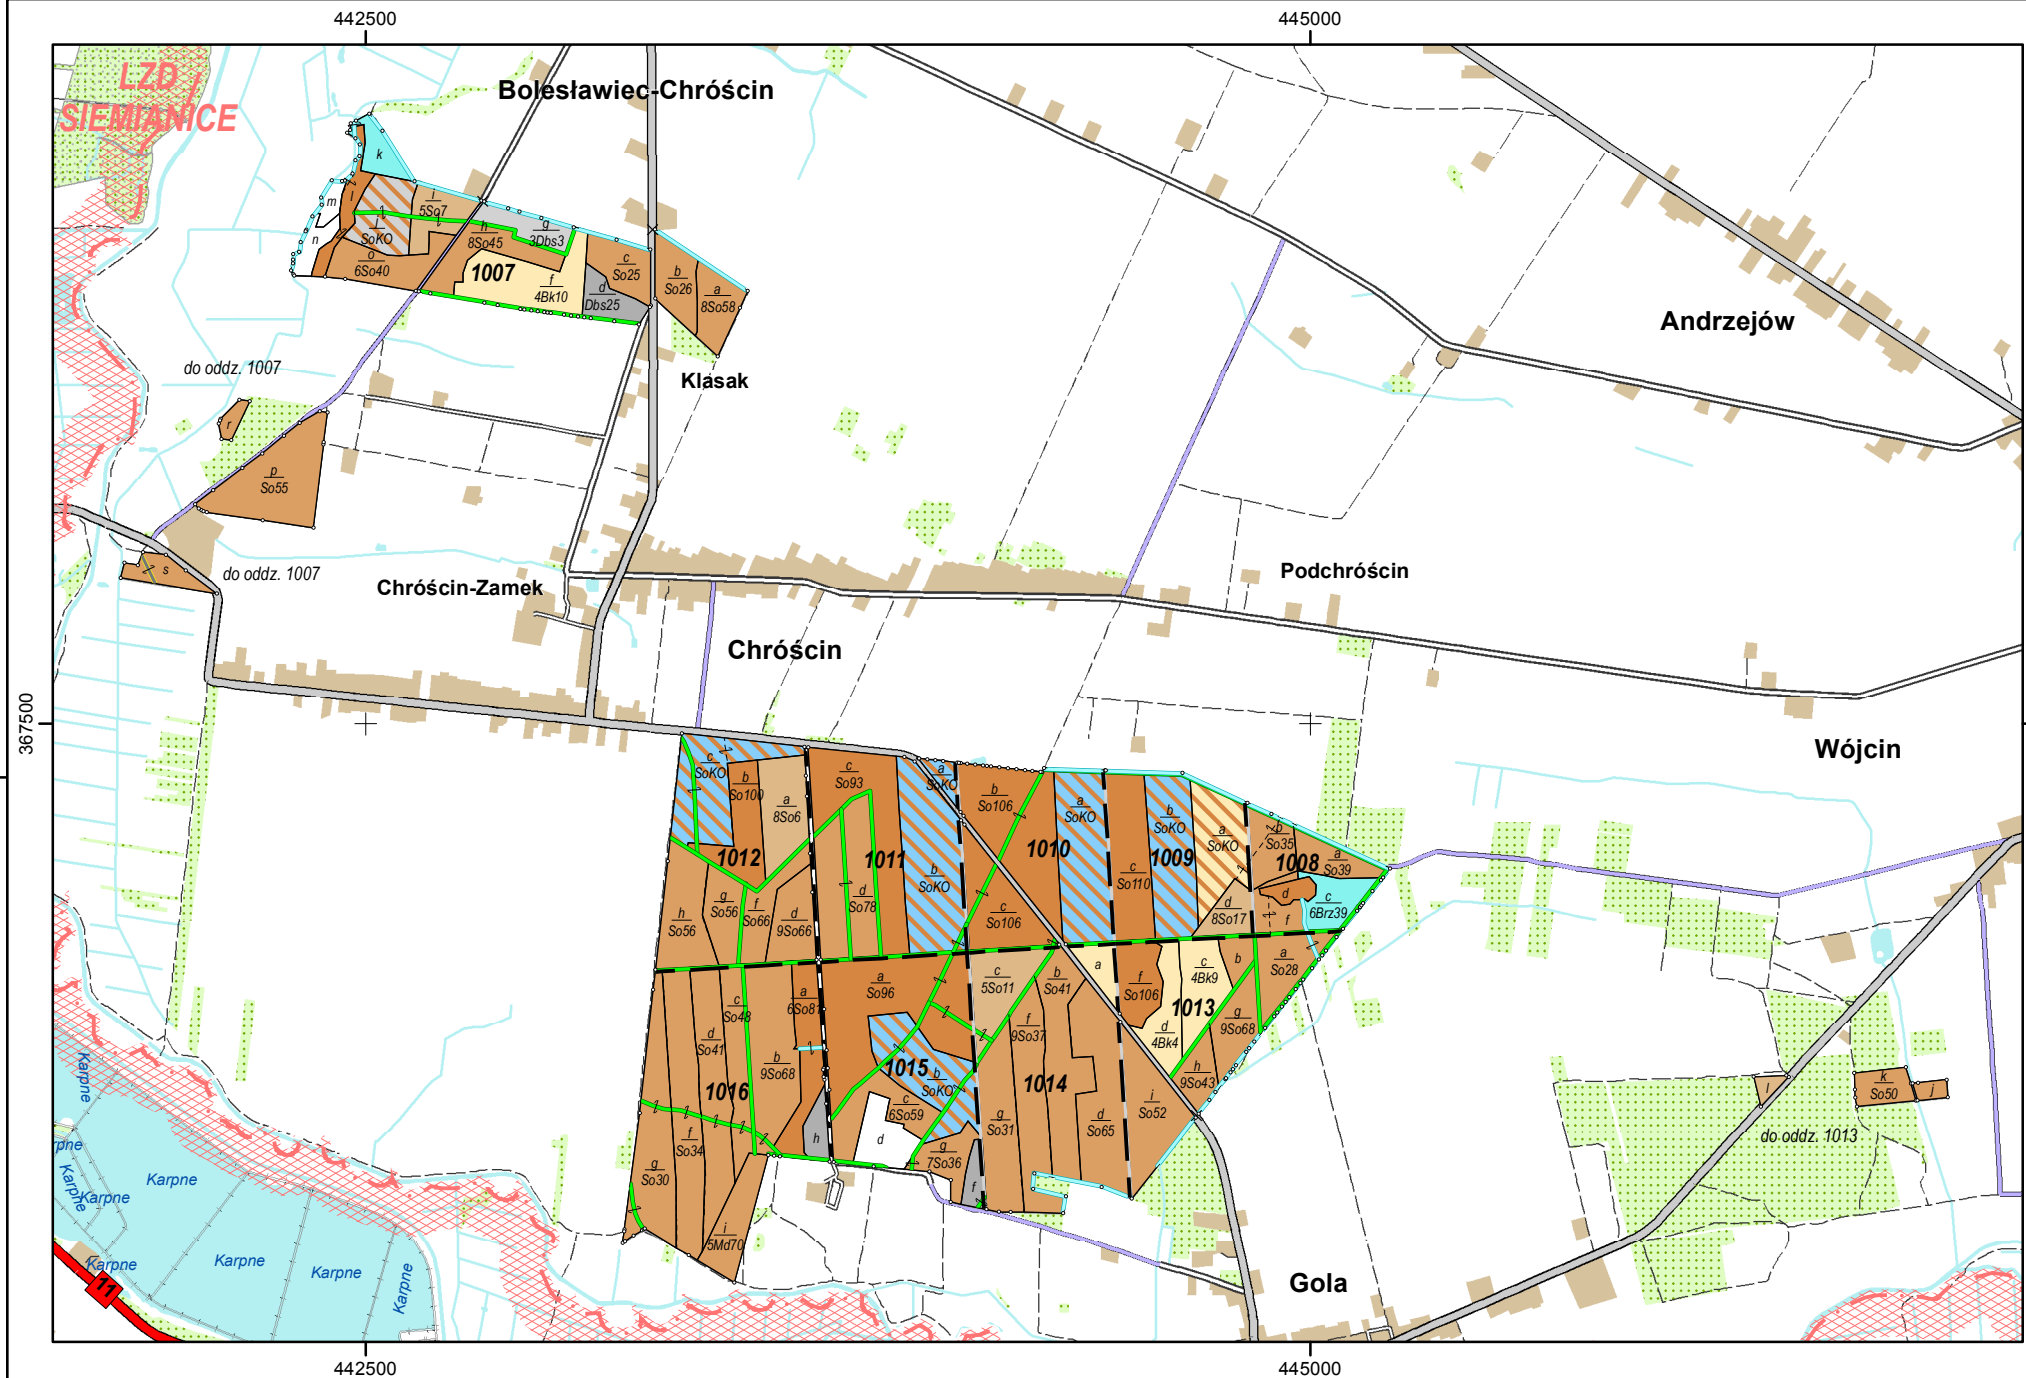 442500
445000
LZD
SIEMIANICE
Bolesławiec-Chróścin
k
m
l
n
i
5So7
j
SoKO
h
8So45
g
3Dbs3
o
6So40
1007
f
4Bk10
d
Dbs25
c
So25
b
So26
a
8So58
Andrzejów
Klasak
do oddz. 1007
r
p
So55
s
do oddz. 1007
Chróścin-Zamek
Podchróścin
Chróścin
367500
Wójcin
c
SoKO
b
So100
a
8So6
1012
h
So56
g
So56
f
So66
d
9So66
c
So93
1011
d
So78
a
SoKO
b
SoKO
b
So106
c
So106
1010
a
SoKO
c
So110
b
SoKO
1009
a
SoKO
d
8So17
b
So35
1008
a
So39
d
f
c
6Brz39
a
So96
c
5So11
b
So41
a
f
So106
c
4Bk9
b
a
So28
1013
d
4Bk4
g
9So68
h
9So43
i
So52
c
So48
a
6So81
d
So41
b
9So68
1016
f
So34
g
So30
i
5Md70
h
1015
b
SoKO
c
6So59
d
g
7So36
f
f
9So37
1014
g
So31
d
So65
l
k
So50
j
do oddz. 1013
Karpne
rpne
Karpne
Karpne
Karpne
Karpne
Karpne
Karpne
Karpne
11
Gola
442500
445000